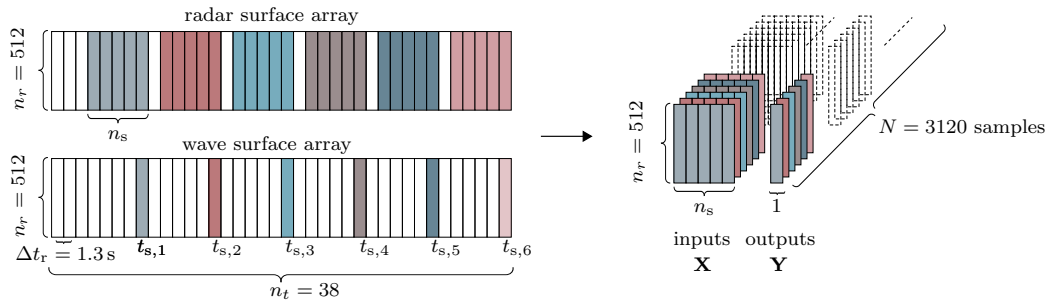 radar surface array
n_r = 512
n_s
wave surface array
n_r = 512
Δt_r = 1.3 s
t_s,1 t_s,2 t_s,3 t_s,4 t_s,5 t_s,6
n_t = 38
n_r = 512
N = 3120 samples
n_s 1
inputs outputs
X Y